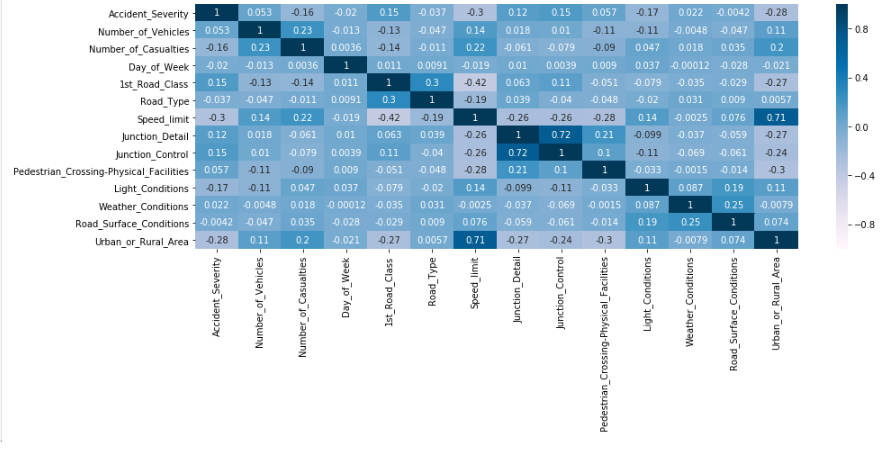 Accident_Severity 1 0.053 -0.16 -0.02 0.15 -0.037 -0.3 0.12 0.15 0.057 -0.17 0.022 -0.0042 -0.28
Number_of_Vehicles 0.053 1 0.23 -0.013 -0.13 -0.047 0.14 0.018 0.01 -0.11 -0.11 -0.0048 -0.047 0.11
0.8
Number_of_Casualties -0.16 0.23 1 0.0036 -0.14 -0.011 0.22 -0.061 -0.079 -0.09 0.047 0.018 0.035 0.2
Day_of_Week -0.02 -0.013 0.0036 1 0.011 0.0091 -0.019 0.01 0.0039 0.009 0.037 -0.00012 -0.028 -0.021
1st_Road_Class 0.15 -0.13 -0.14 0.011 1 0.3 -0.42 0.063 0.11 -0.051 -0.079 -0.035 -0.029 -0.27
0.4
Road_Type -0.037 -0.047 -0.011 0.0091 0.3 1 -0.19 0.039 -0.04 -0.048 -0.02 0.031 0.009 0.0057
Speed_limit -0.3 0.14 0.22 -0.019 -0.42 -0.19 1 -0.26 -0.26 -0.28 0.14 -0.0025 0.076 0.71
Junction_Detail 0.12 0.018 -0.061 0.01 0.063 0.039 -0.26 1 0.72 0.21 -0.099 -0.037 -0.059 -0.27
0.0
Junction_Control 0.15 0.01 -0.079 0.0039 0.11 -0.04 -0.26 0.72 1 0.1 -0.11 -0.069 -0.061 -0.24
Pedestrian_Crossing-Physical_Facilities 0.057 -0.11 -0.09 0.009 -0.051 -0.048 -0.28 0.21 0.1 1 -0.033 -0.0015 -0.014 -0.3
−0.4
Light_Conditions -0.17 -0.11 0.047 0.037 -0.079 -0.02 0.14 -0.099 -0.11 -0.033 1 0.087 0.19 0.11
Weather_Conditions 0.022 -0.0048 0.018 -0.00012 -0.035 0.031 -0.0025 -0.037 -0.069 -0.0015 0.087 1 0.25 -0.0079
Road_Surface_Conditions -0.0042 -0.047 0.035 -0.028 -0.029 0.009 0.076 -0.059 -0.061 -0.014 0.19 0.25 1 0.074
−0.8
Urban_or_Rural_Area -0.28 0.11 0.2 -0.021 -0.27 0.0057 0.71 -0.27 -0.24 -0.3 0.11 -0.0079 0.074 1
Accident_Severity
Number_of_Vehicles
Number_of_Casualties
Day_of_Week
1st_Road_Class
Road_Type
Speed_limit
Junction_Detail
Junction_Control
Pedestrian_Crossing-Physical_Facilities
Light_Conditions
Weather_Conditions
Road_Surface_Conditions
Urban_or_Rural_Area